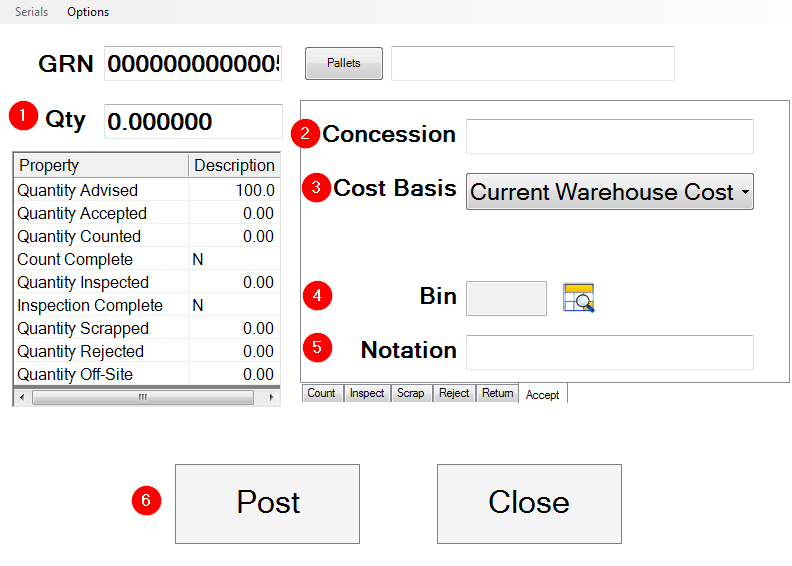 Serials Options
GRN 0000000000005 Pallets
1 Qty 0.000000
2 Concession
Property Description
Quantity Advised 100.0
3 Cost Basis Current Warehouse Cost
Quantity Accepted 0.00
Quantity Counted 0.00
Count Complete N
Quantity Inspected 0.00
4 Bin
Inspection Complete N
Quantity Scrapped 0.00
Quantity Rejected 0.00
5 Notation
Quantity Off-Site 0.00
Count Inspect Scrap Reject Return Accept
6 Post Close